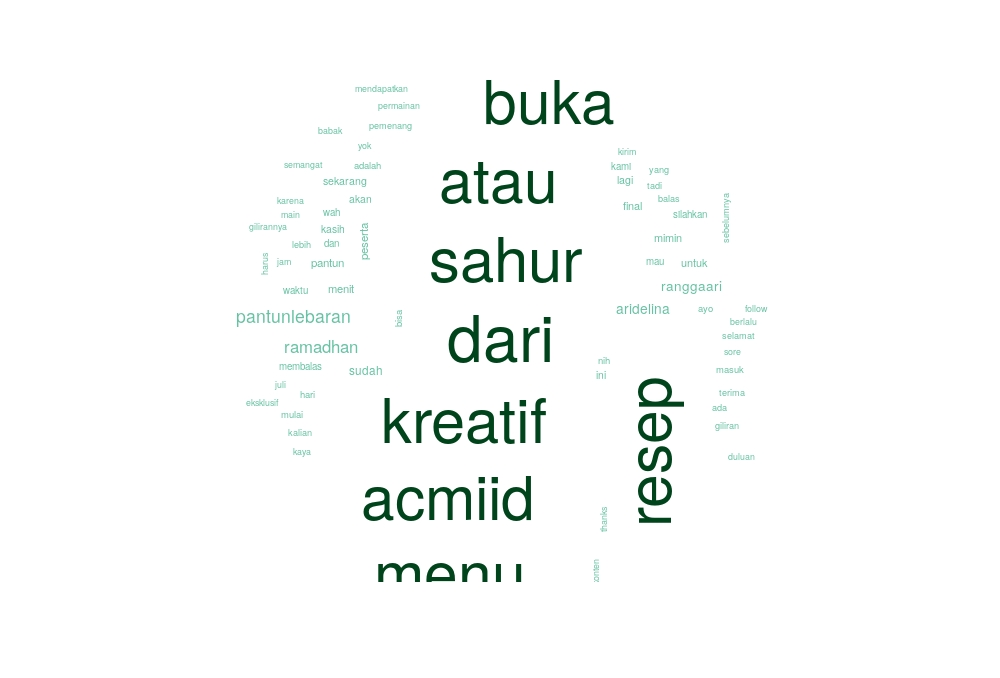 buka
atau
sahur
dari
kreatif
acmiid
menu
resep
mendapatkan
permainan
babak
pemenang
yok
semangat
adalah
sekarang
karena
akan
main
wah
gilirannya
kasih
peserta
lebih
dan
harus
jam
pantun
waktu
menit
pantunlebaran
bisa
ramadhan
membalas
sudah
juli
hari
eksklusif
mulai
kalian
kaya
kirim
kami
yang
lagi
tadi
balas
final
silahkan
sebelumnya
mimin
mau
untuk
ranggaari
aridelina
ayo
follow
berlalu
selamat
nih
sore
ini
masuk
terima
ada
giliran
duluan
thanks
onten